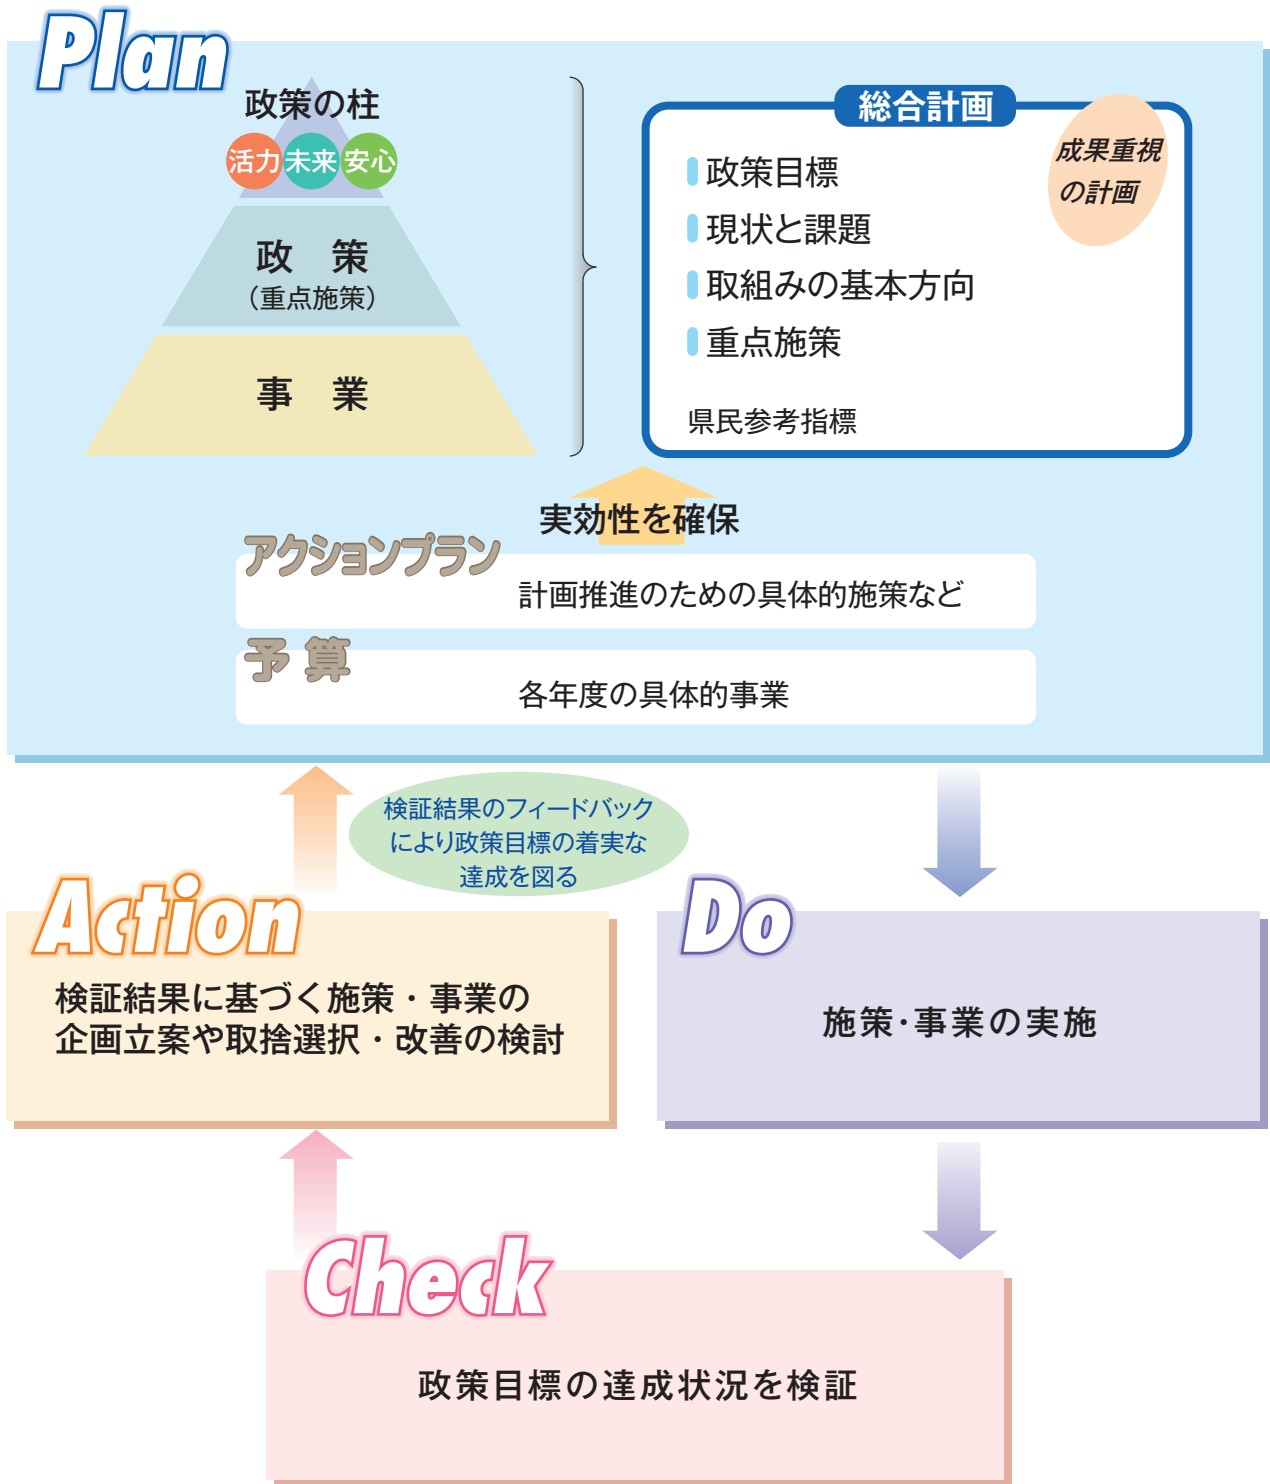 Plan
政策の柱
活力 未来 安心
政　策
（重点施策）
事　業
総合計画
成果重視
の計画
政策目標
現状と課題
取組みの基本方向
重点施策
県民参考指標
実効性を確保
アクションプラン
計画推進のための具体的施策など
予 算
各年度の具体的事業
検証結果のフィードバック
により政策目標の着実な
達成を図る
Action
検証結果に基づく施策・事業の
企画立案や取捨選択・改善の検討
Do
施策・事業の実施
Check
政策目標の達成状況を検証